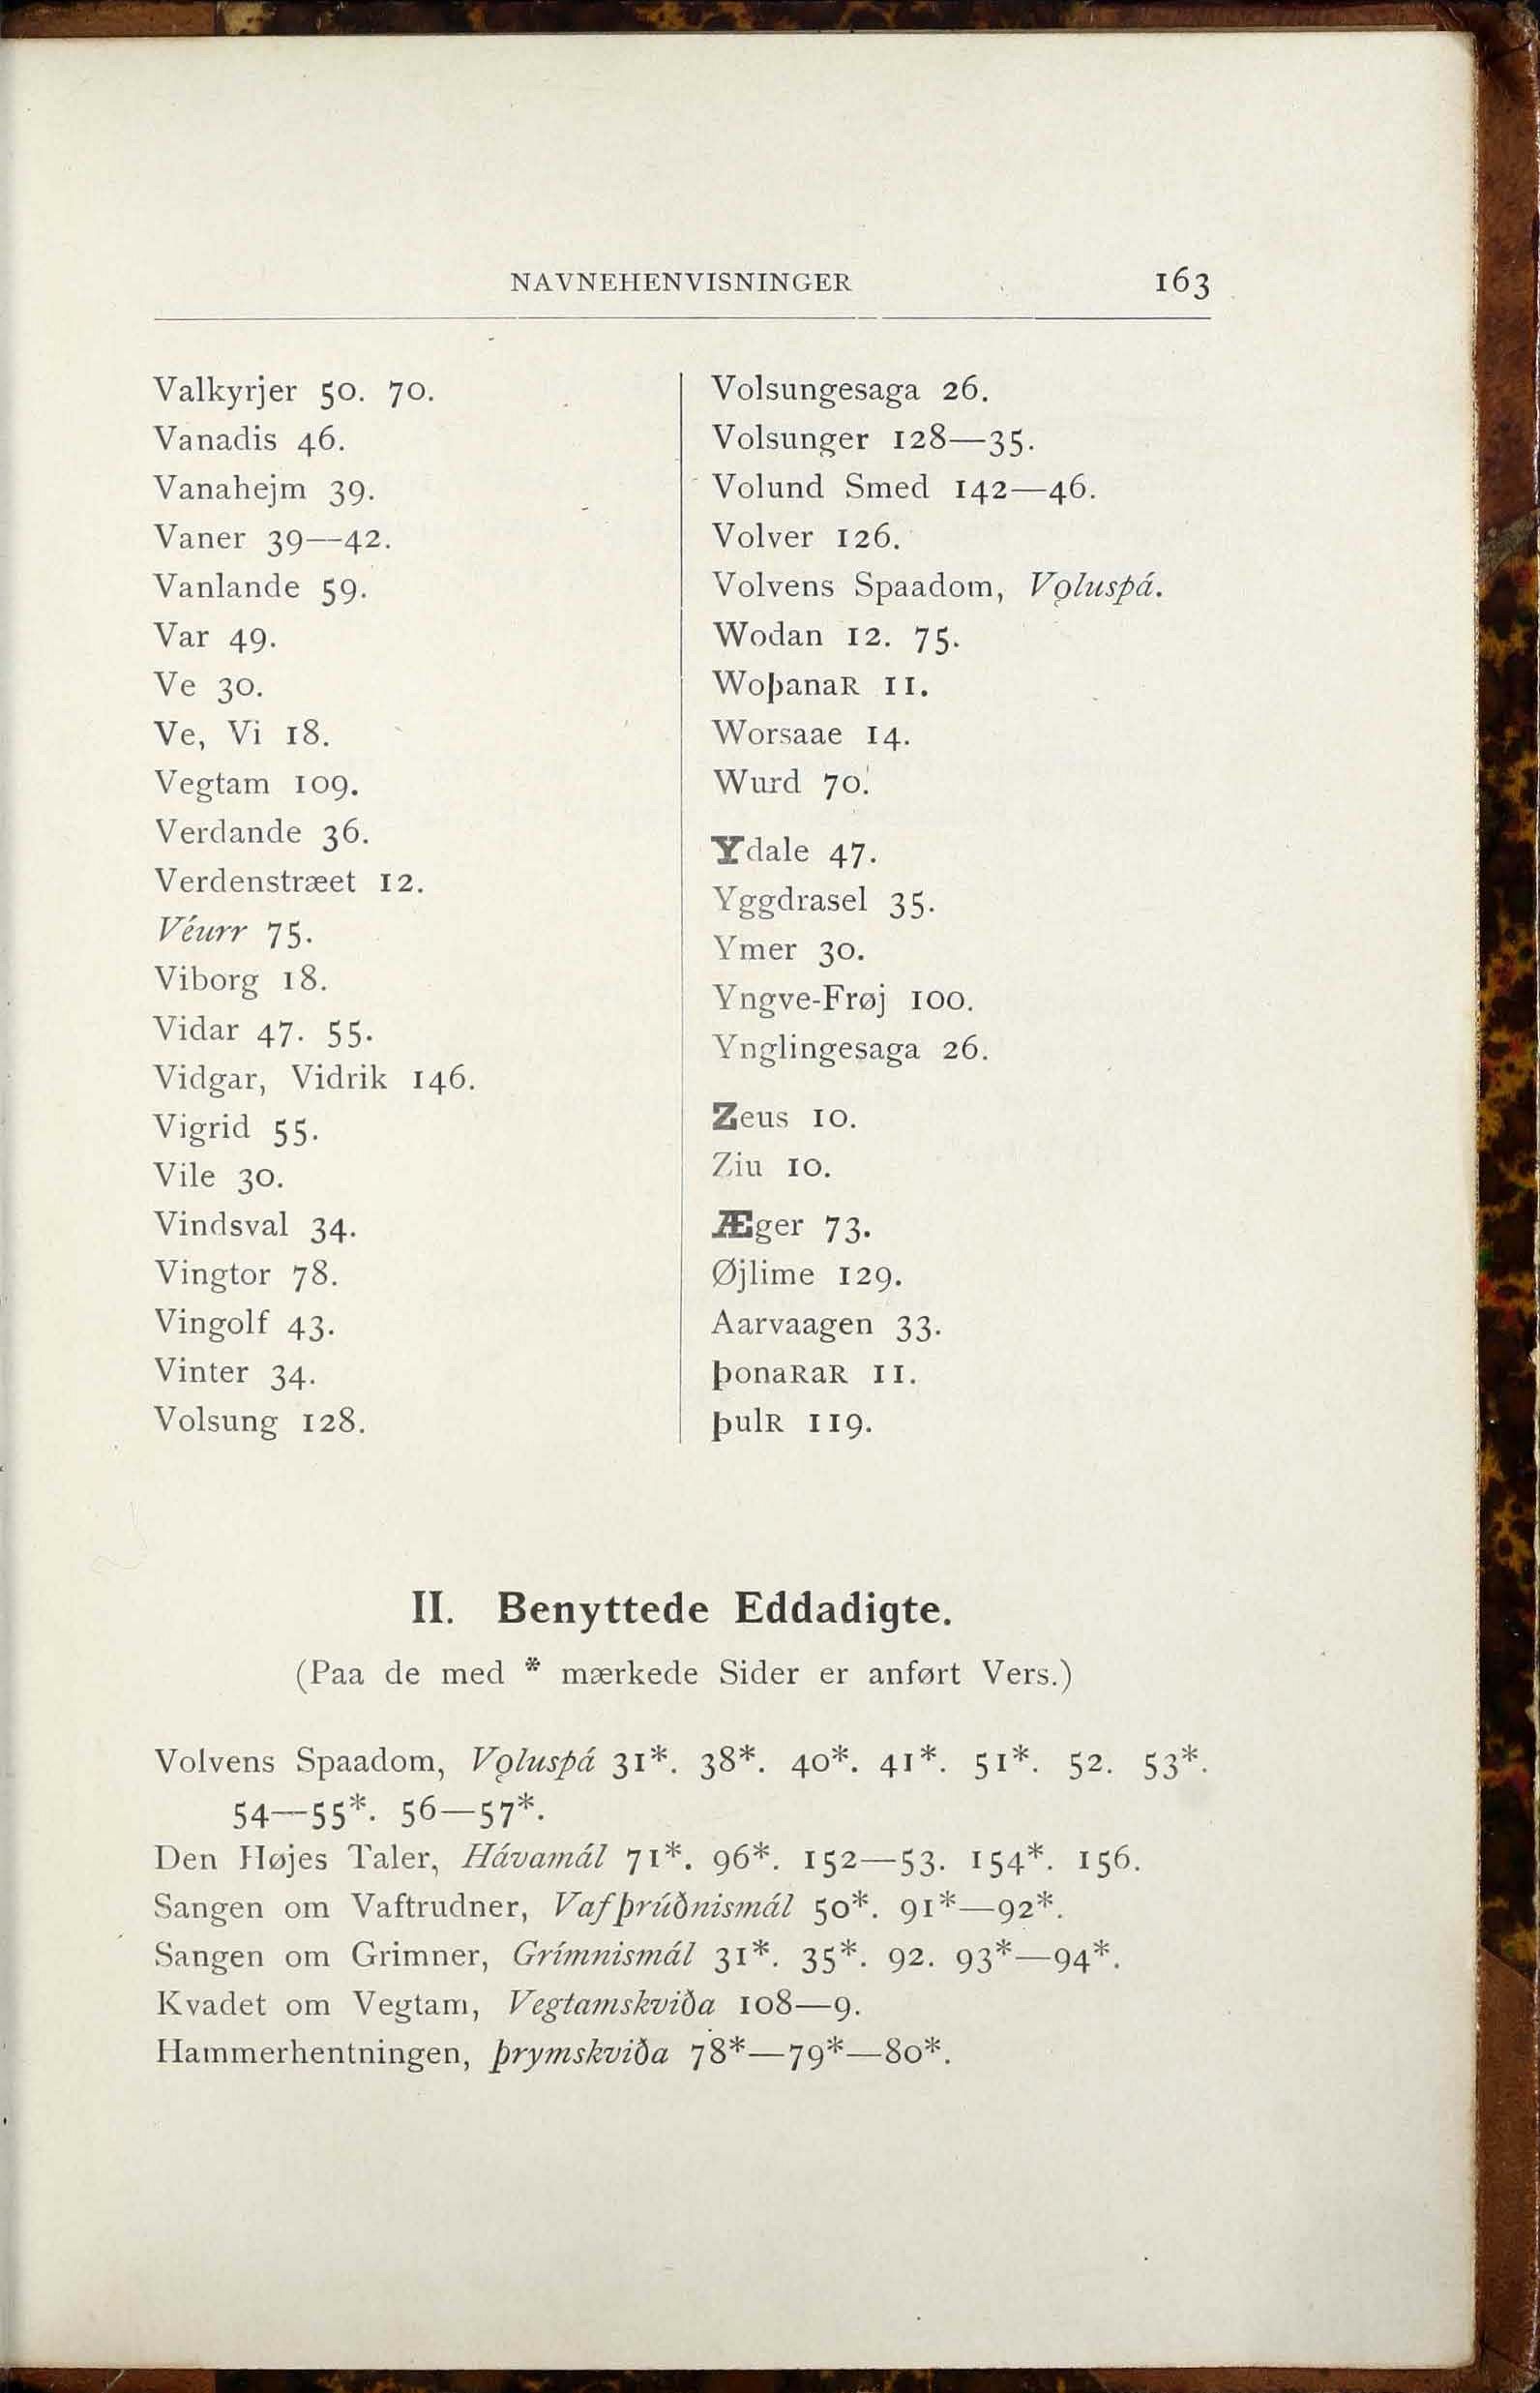 NAVNEHENVISNINGER 163
Valkyrjer 50. 70.
Vanadis 46.
Vanahejm 39.
Vaner 39—42.
Vanlande 59.
Var 49.
Ve 30.
Ve, Vi 18.
Vegtam 109.
Verdande 36.
Verdenstræet 12.
Véurr 75.
Viborg 18.
Vidar 47. 55.
Vidgar, Vidrik 146.
Vigrid 55.
Vile 30.
Vindsval 34.
Vingtor 78.
Vingolf 43.
Vinter 34.
Volsung 128.
Volsungesaga 26.
Volsunger 128—35.
Volund Smed 142—46.
Volver 126.
Volvens Spaadom, Vǫluspá.
Wodan 12. 75.
WoþanaR 11.
Worsaae 14.
Wurd 70.
Ydale 47.
Yggdrasel 35.
Ymer 30.
Yngve-Frøj 100.
Ynglingesaga 26.
Zeus 10.
Ziu 10.
Æger 73.
Øjlime 129.
Aarvaagen 33.
þonaRaR 11.
þulR 119.
II. Benyttede Eddadigte.
(Paa de med * mærkede Sider er anført Vers.)
Volvens Spaadom, Vǫluspá 31*. 38*. 40*. 41*. 51*. 52. 53*.
54—55*. 56—57*.
Den Højes Taler, Hávamál 71*. 96*. 152—53. 154*. 156.
Sangen om Vaftrudner, Vafþrúðnismál 50*. 91*—92*.
Sangen om Grimner, Grímnismál 31*. 35*. 92. 93*—94*.
Kvadet om Vegtam, Vegtamskviða 108—9.
Hammerhentningen, þrymskviða 78*—79*—80*.